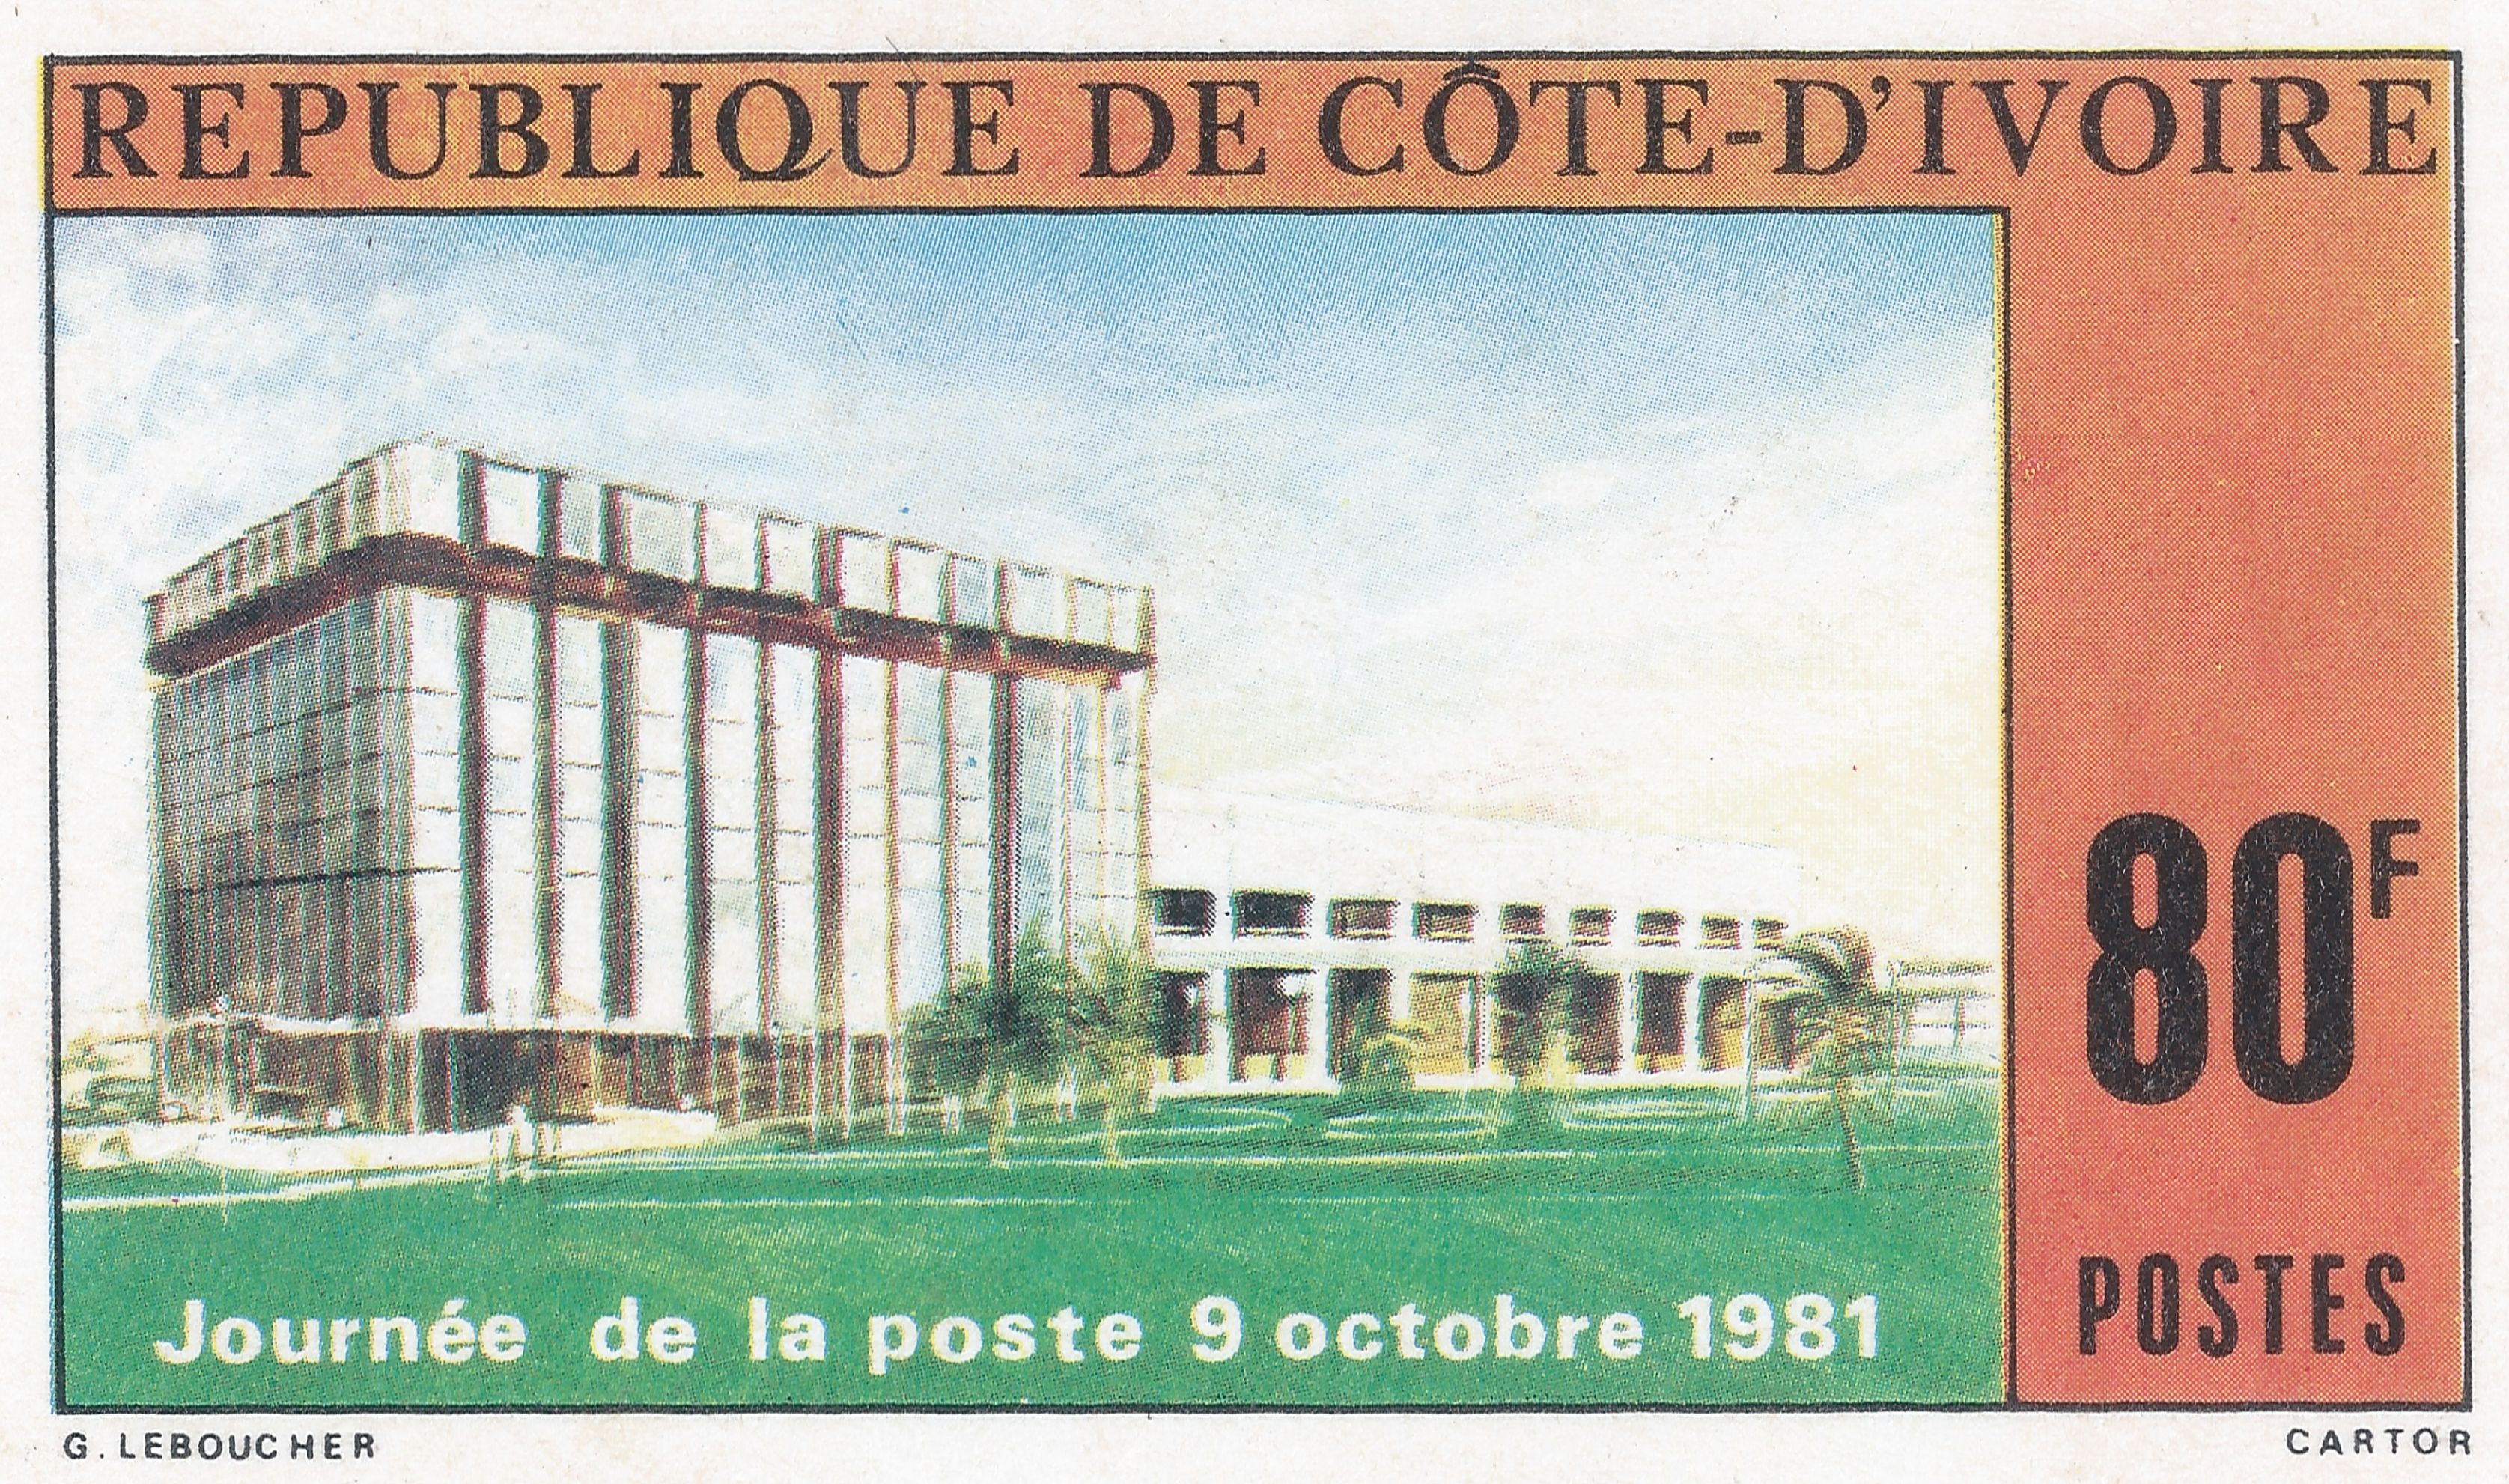 REPUBLIQUE DE CÔTE-D'IVOIRE
80F
POSTES
Journée de la poste 9 octobre 1981
G. LEBOUCHER
CARTOR